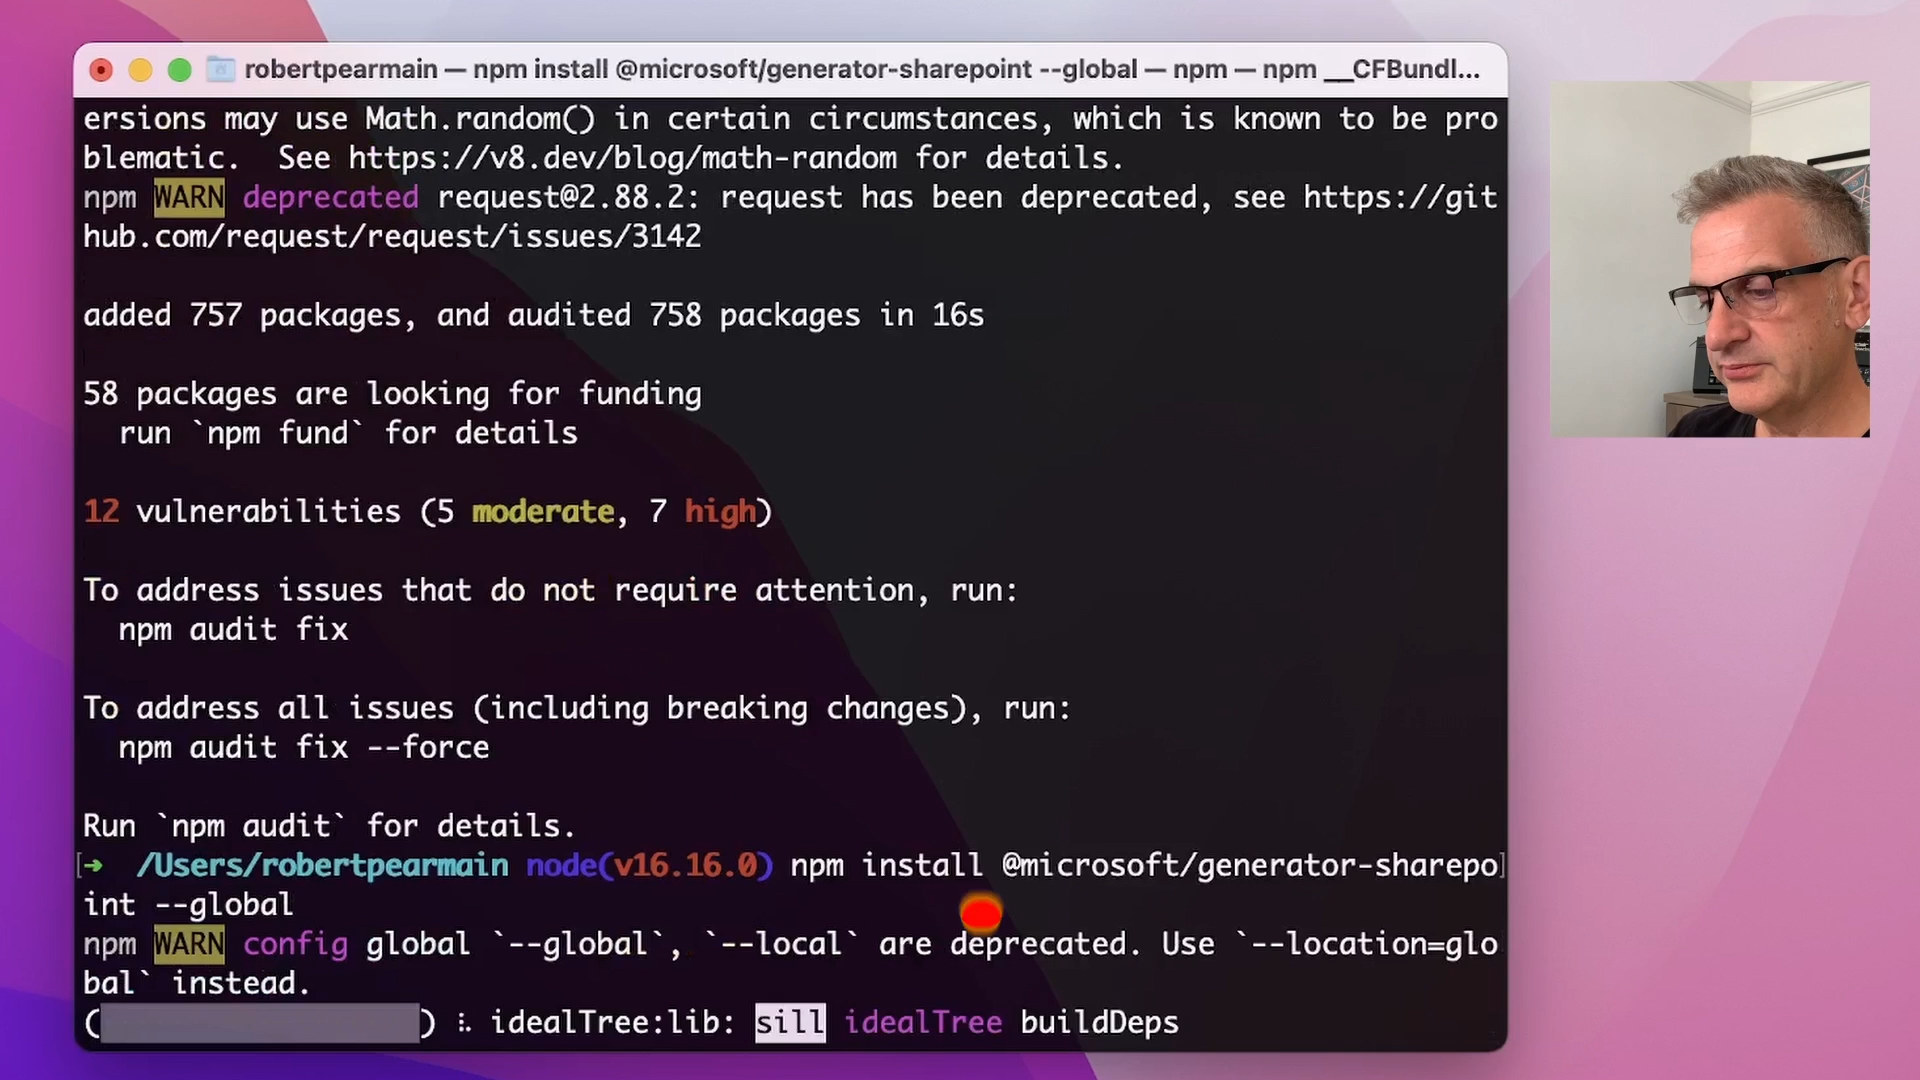 robertpearmain — npm install @microsoft/generator-sharepoint --global — npm — npm __CFBundl...
ersions may use Math.random() in certain circumstances, which is known to be pro
blematic.  See https://v8.dev/blog/math-random for details.
npm WARN deprecated request@2.88.2: request has been deprecated, see https://git
hub.com/request/request/issues/3142
added 757 packages, and audited 758 packages in 16s
58 packages are looking for funding
  run `npm fund` for details
12 vulnerabilities (5 moderate, 7 high)
To address issues that do not require attention, run:
  npm audit fix
To address all issues (including breaking changes), run:
  npm audit fix --force
Run `npm audit` for details.
[➜  /Users/robertpearmain node(v16.16.0) npm install @microsoft/generator-sharepo]
int --global
npm WARN config global `--global`, `--local` are deprecated. Use `--location=glo
bal` instead.
(                  ) ⠧ idealTree:lib: sill idealTree buildDeps